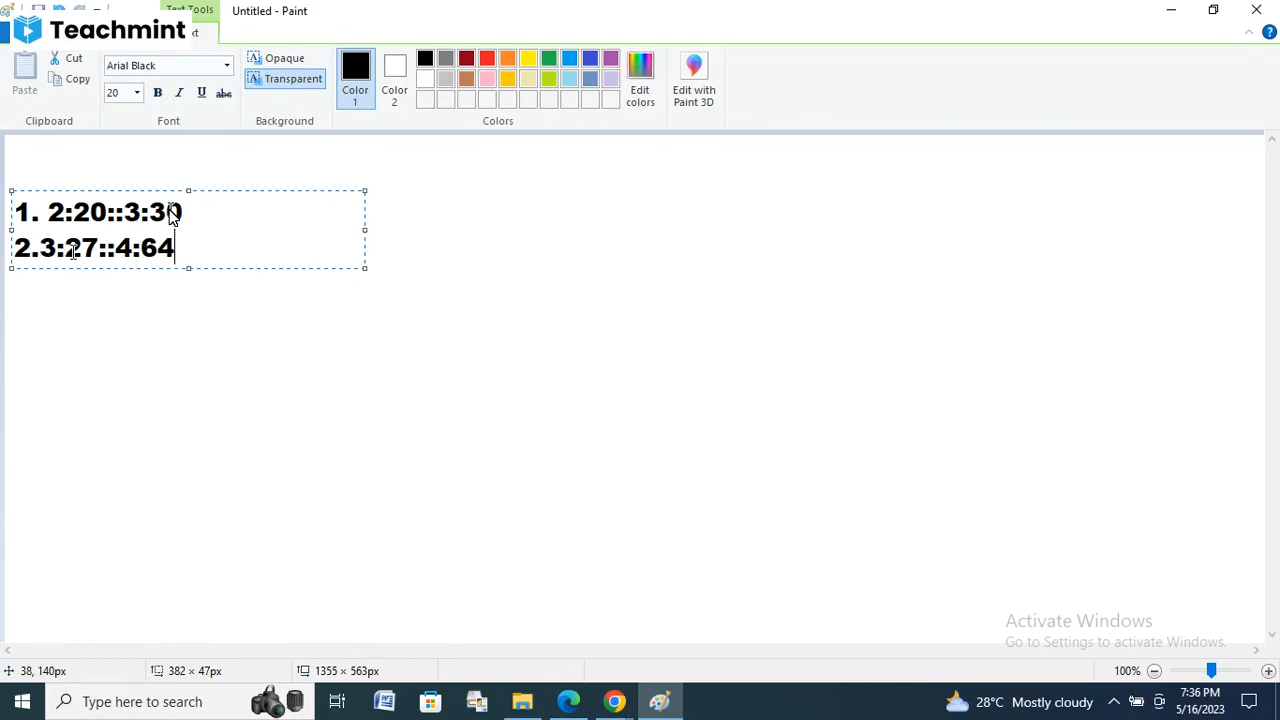 Text Tools
Untitled - Paint
Teachmint
Cut
Copy
Paste
Clipboard
Arial Black
20
B I U abc
Font
Opaque
Transparent
Background
Color 1
Color 2
Colors
Edit colors
Edit with Paint 3D
1. 2:20::3:30
2.3:27::4:64
Activate Windows
Go to Settings to activate Windows.
38, 140px
382 × 47px
1355 × 563px
100%
Type here to search
28°C Mostly cloudy
7:36 PM
5/16/2023